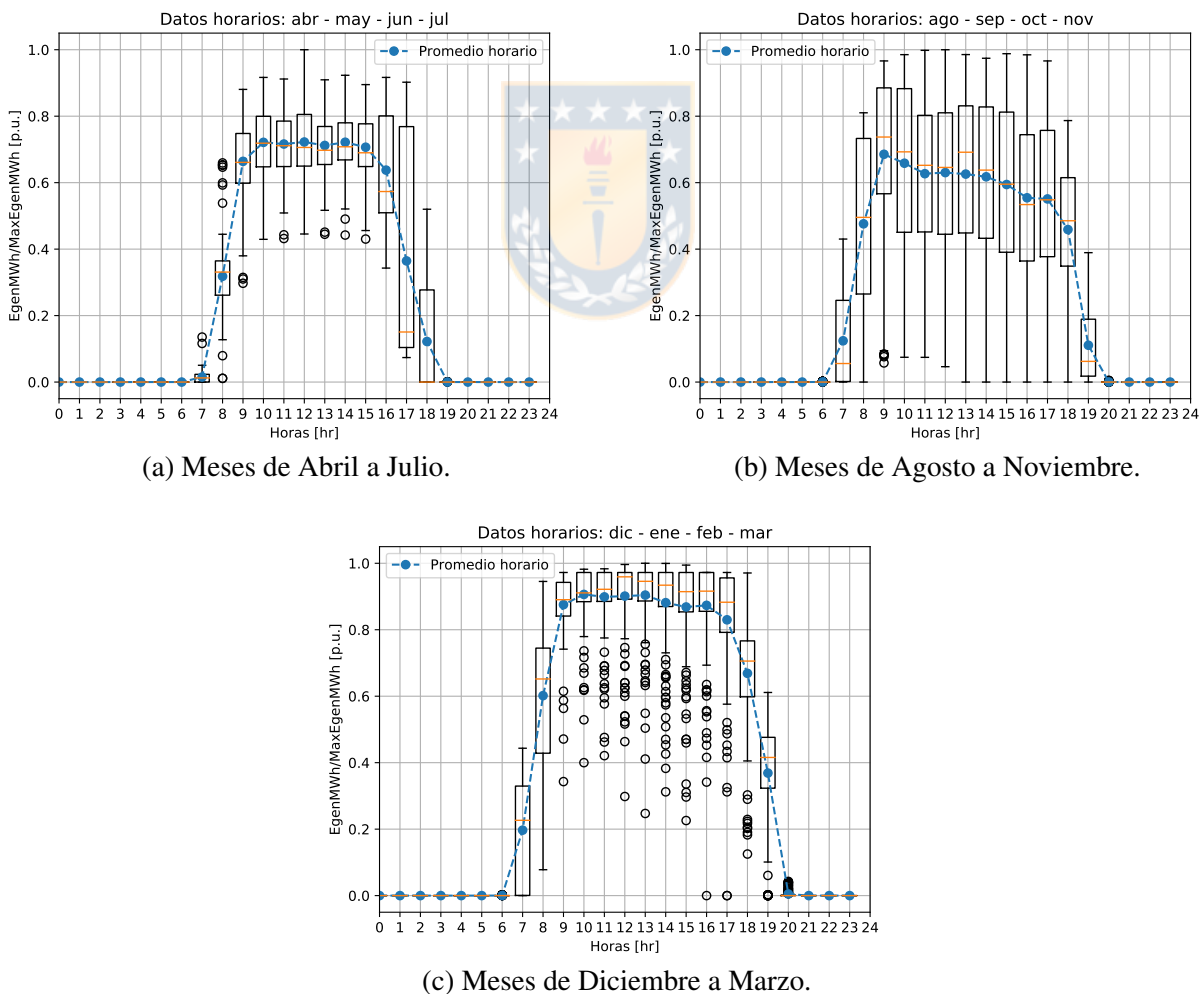 Datos horarios: abr - may - jun - jul
Promedio horario
EgenMWh/MaxEgenMWh [p.u.]
1.0
0.8
0.6
0.4
0.2
0.0
0 1 2 3 4 5 6 7 8 9 10 11 12 13 14 15 16 17 18 19 20 21 22 23 24
Horas [hr]
(a) Meses de Abril a Julio.
Datos horarios: ago - sep - oct - nov
Promedio horario
EgenMWh/MaxEgenMWh [p.u.]
1.0
0.8
0.6
0.4
0.2
0.0
0 1 2 3 4 5 6 7 8 9 10 11 12 13 14 15 16 17 18 19 20 21 22 23 24
Horas [hr]
(b) Meses de Agosto a Noviembre.
Datos horarios: dic - ene - feb - mar
Promedio horario
EgenMWh/MaxEgenMWh [p.u.]
1.0
0.8
0.6
0.4
0.2
0.0
0 1 2 3 4 5 6 7 8 9 10 11 12 13 14 15 16 17 18 19 20 21 22 23 24
Horas [hr]
(c) Meses de Diciembre a Marzo.